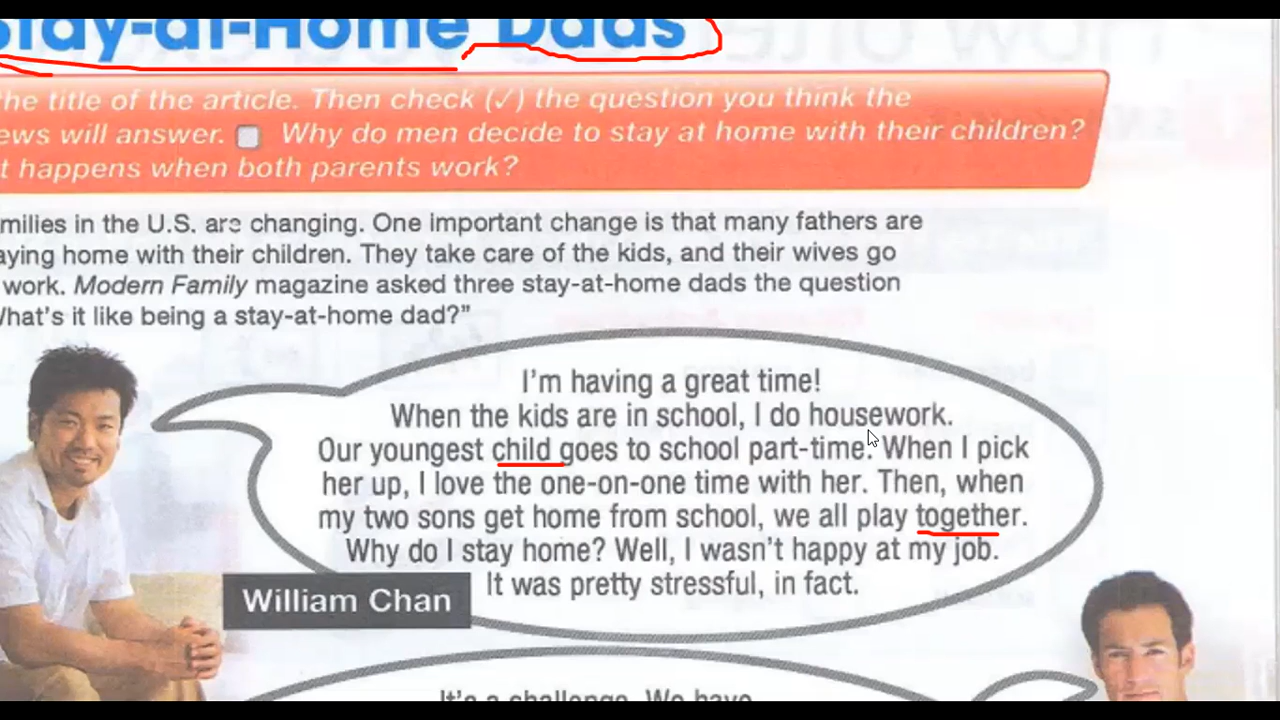 Stay-at-Home Dads
the title of the article. Then check (✓) the question you think the
ews will answer. Why do men decide to stay at home with their children?
t happens when both parents work?
milies in the U.S. are changing. One important change is that many fathers are
aying home with their children. They take care of the kids, and their wives go
work. Modern Family magazine asked three stay-at-home dads the question
What's it like being a stay-at-home dad?"
I'm having a great time!
When the kids are in school, I do housework.
Our youngest child goes to school part-time. When I pick
her up, I love the one-on-one time with her. Then, when
my two sons get home from school, we all play together.
Why do I stay home? Well, I wasn't happy at my job.
It was pretty stressful, in fact.
William Chan
It's a challenge. We have